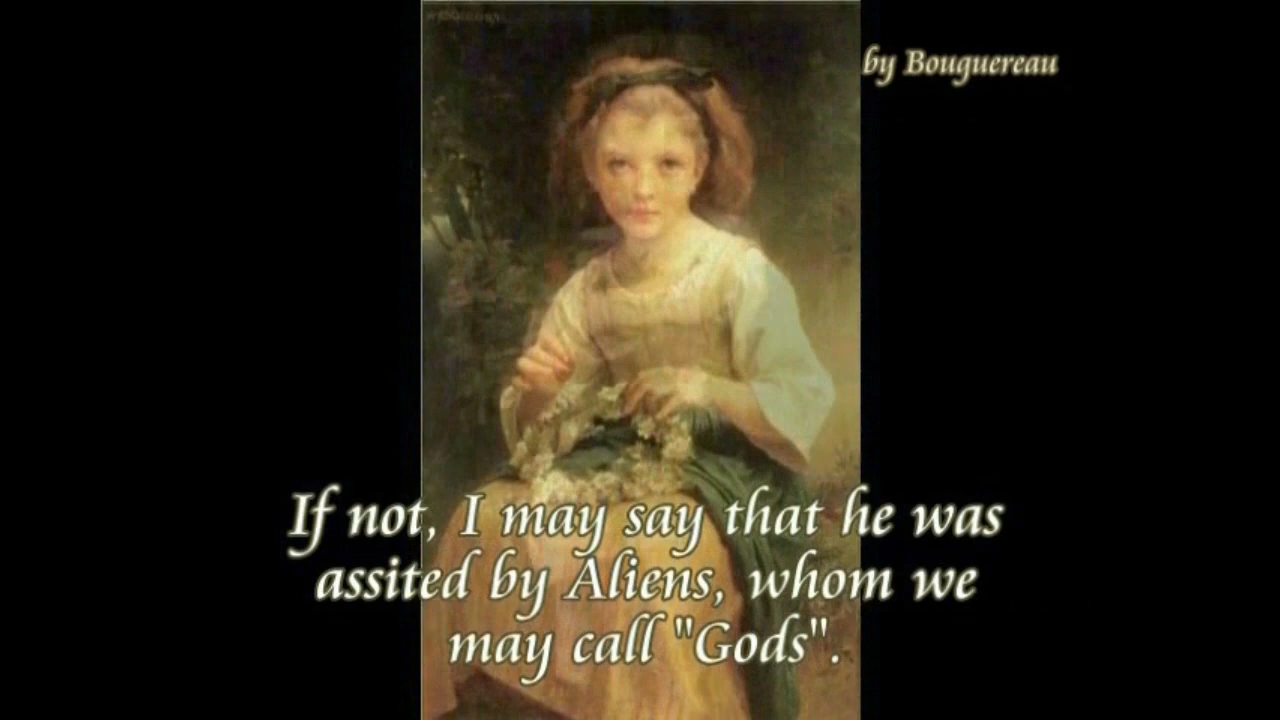 by Bouguereau
If not, I may say that he was
assited by Aliens, whom we
may call "Gods".